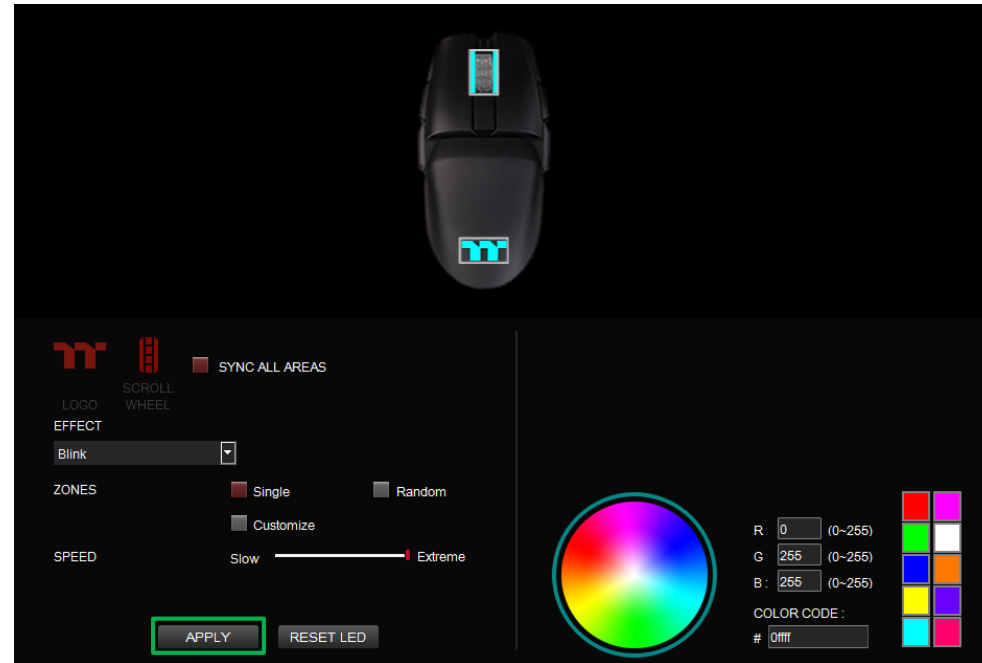 SYNC ALL AREAS
SCROLL
LOGO WHEEL
EFFECT
Blink
ZONES Single Random
Customize
SPEED Slow Extreme
APPLY RESET LED
R 0 (0~255)
G 255 (0~255)
B : 255 (0~255)
COLOR CODE :
# 0ffff